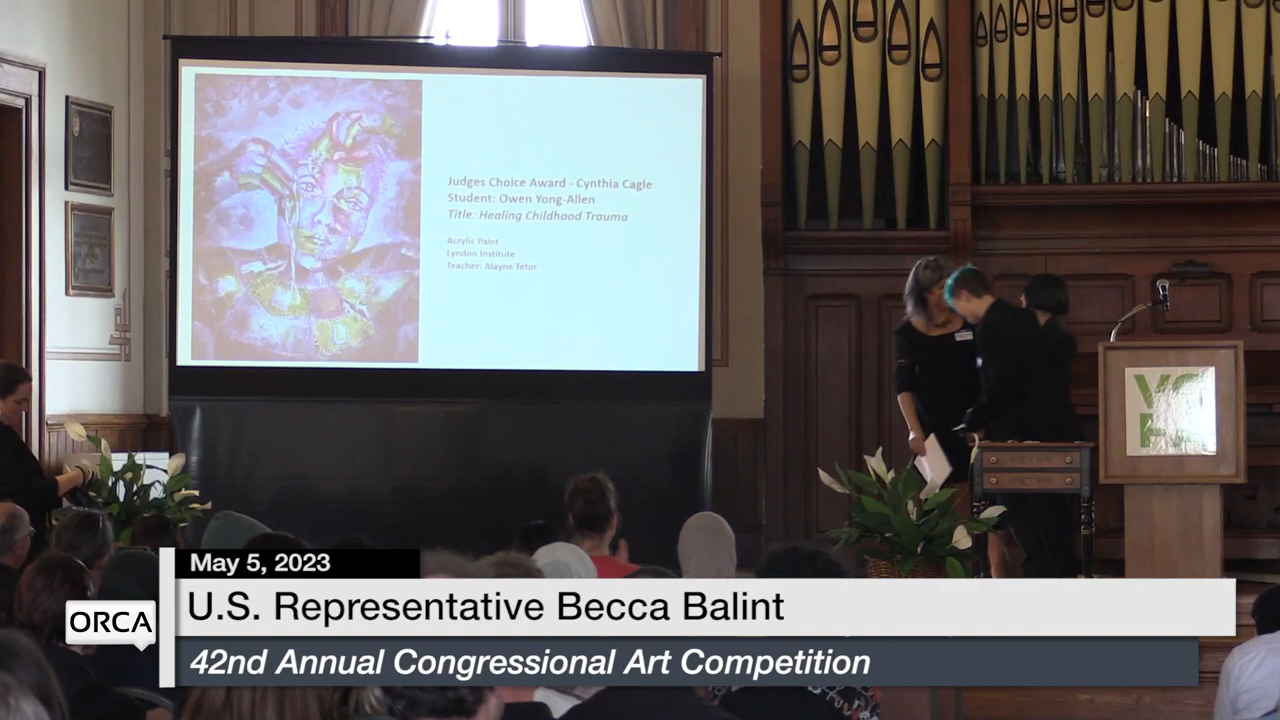 Judges Choice Award - Cynthia Cagle
Student: Owen Yong-Allen
Title: Healing Childhood Trauma
Acrylic Paint
Lyndon Institute
Teacher: Alayne Tetor
May 5, 2023
ORCA
U.S. Representative Becca Balint
42nd Annual Congressional Art Competition